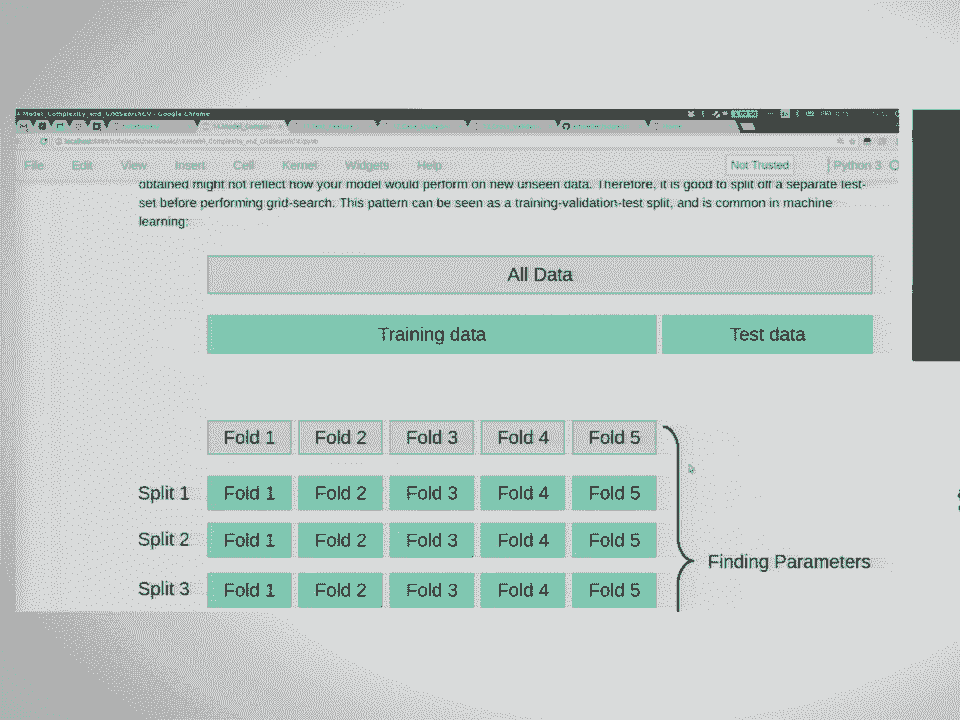 Model_Complexity_and_GridSearchCV - Google Chrome
File Edit View Insert Cell Kernel Widgets Help Not Trusted Python 3
obtained might not reflect how your model would perform on new unseen data. Therefore, it is good to split off a separate test-
set before performing grid-search. This pattern can be seen as a training-validation-test split, and is common in machine
learning:
All Data
Training data Test data
Fold 1 Fold 2 Fold 3 Fold 4 Fold 5
Split 1 Fold 1 Fold 2 Fold 3 Fold 4 Fold 5
Split 2 Fold 1 Fold 2 Fold 3 Fold 4 Fold 5
Finding Parameters
Split 3 Fold 1 Fold 2 Fold 3 Fold 4 Fold 5